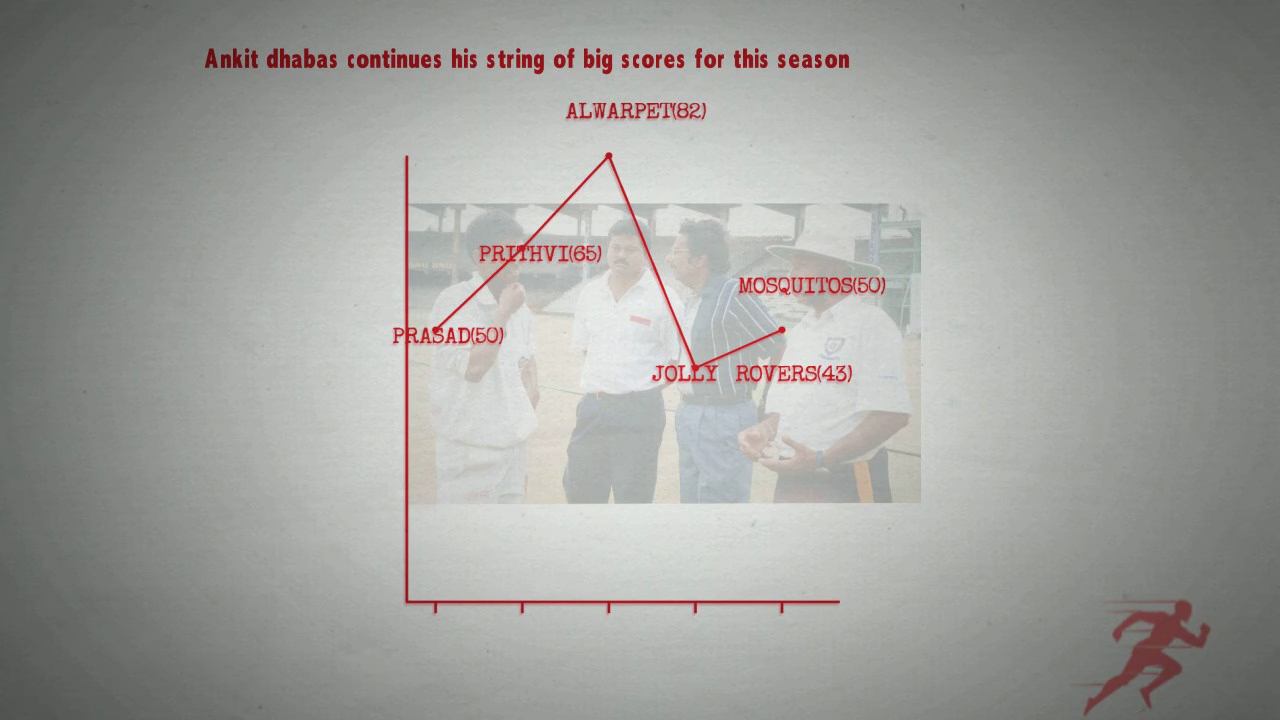 Ankit dhabas continues his string of big scores for this season
ALWARPET(82)
PRITHVI(65)
MOSQUITOS(50)
PRASAD(50)
JOLLY ROVERS(43)